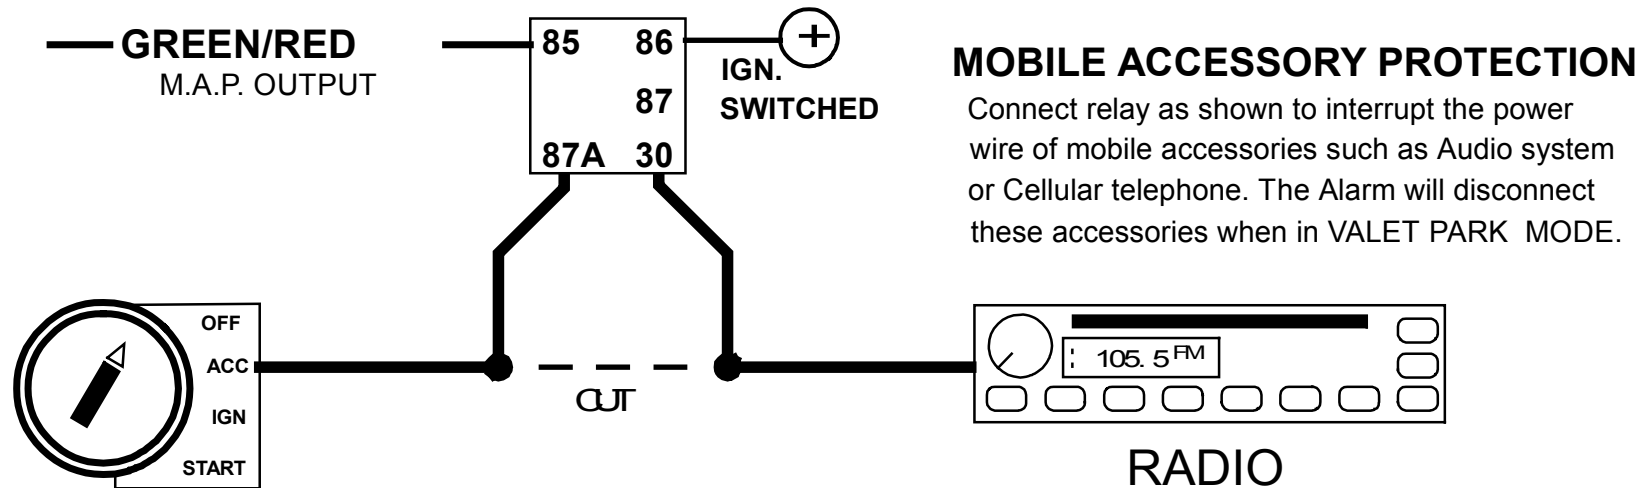 GREEN/RED
M.A.P. OUTPUT
85 86
87
87A 30
IGN.
SWITCHED
MOBILE ACCESSORY PROTECTION
Connect relay as shown to interrupt the power
wire of mobile accessories such as Audio system
or Cellular telephone. The Alarm will disconnect
these accessories when in VALET PARK MODE.
OFF
ACC
IGN
START
CUT
105.5 FM
RADIO